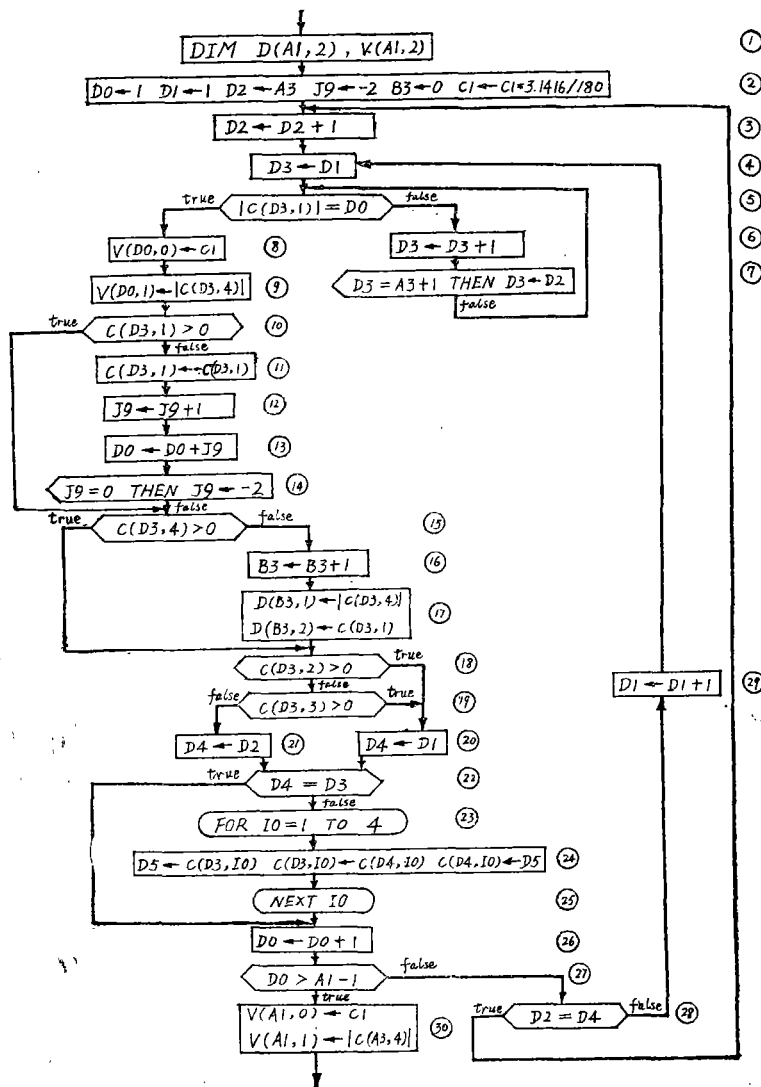 DIM D(A1,2) , V(A1,2) ①
D0←1 D1←1 D2←A3 J9←-2 B3←0 C1←C1*3.1416/180 ②
D2←D2+1 ③
D3←D1 ④
true |C(D3,1)|=D0 false ⑤
V(D0,0)←C1 ⑧ D3←D3+1 ⑥
V(D0,1)←|C(D3,4)| ⑨ D3=A3+1 THEN D3←D2 ⑦
false
true C(D3,1)>0 ⑩
false
C(D3,1)←-C(D3,1) ⑪
J9←J9+1 ⑫
D0←D0+J9 ⑬
J9=0 THEN J9←-2 ⑭
false
true C(D3,4)>0 false ⑮
B3←B3+1 ⑯
D(B3,1)←|C(D3,4)|
D(B3,2)←C(D3,1) ⑰
C(D3,2)>0 true ⑱
false
false C(D3,3)>0 true ⑲
D1←D1+1 29
D4←D2 ㉑ D4←D1 ⑳
true D4=D3 ㉒
false
FOR I0=1 TO 4 ㉓
D5←C(D3,I0) C(D3,I0)←C(D4,I0) C(D4,I0)←D5 ㉔
NEXT I0 ㉕
D0←D0+1 ㉖
D0>A1-1 false ㉗
true
V(A1,0)←C1
V(A1,1)←|C(A3,4)| ㉚
true D2=D4 false ㉘